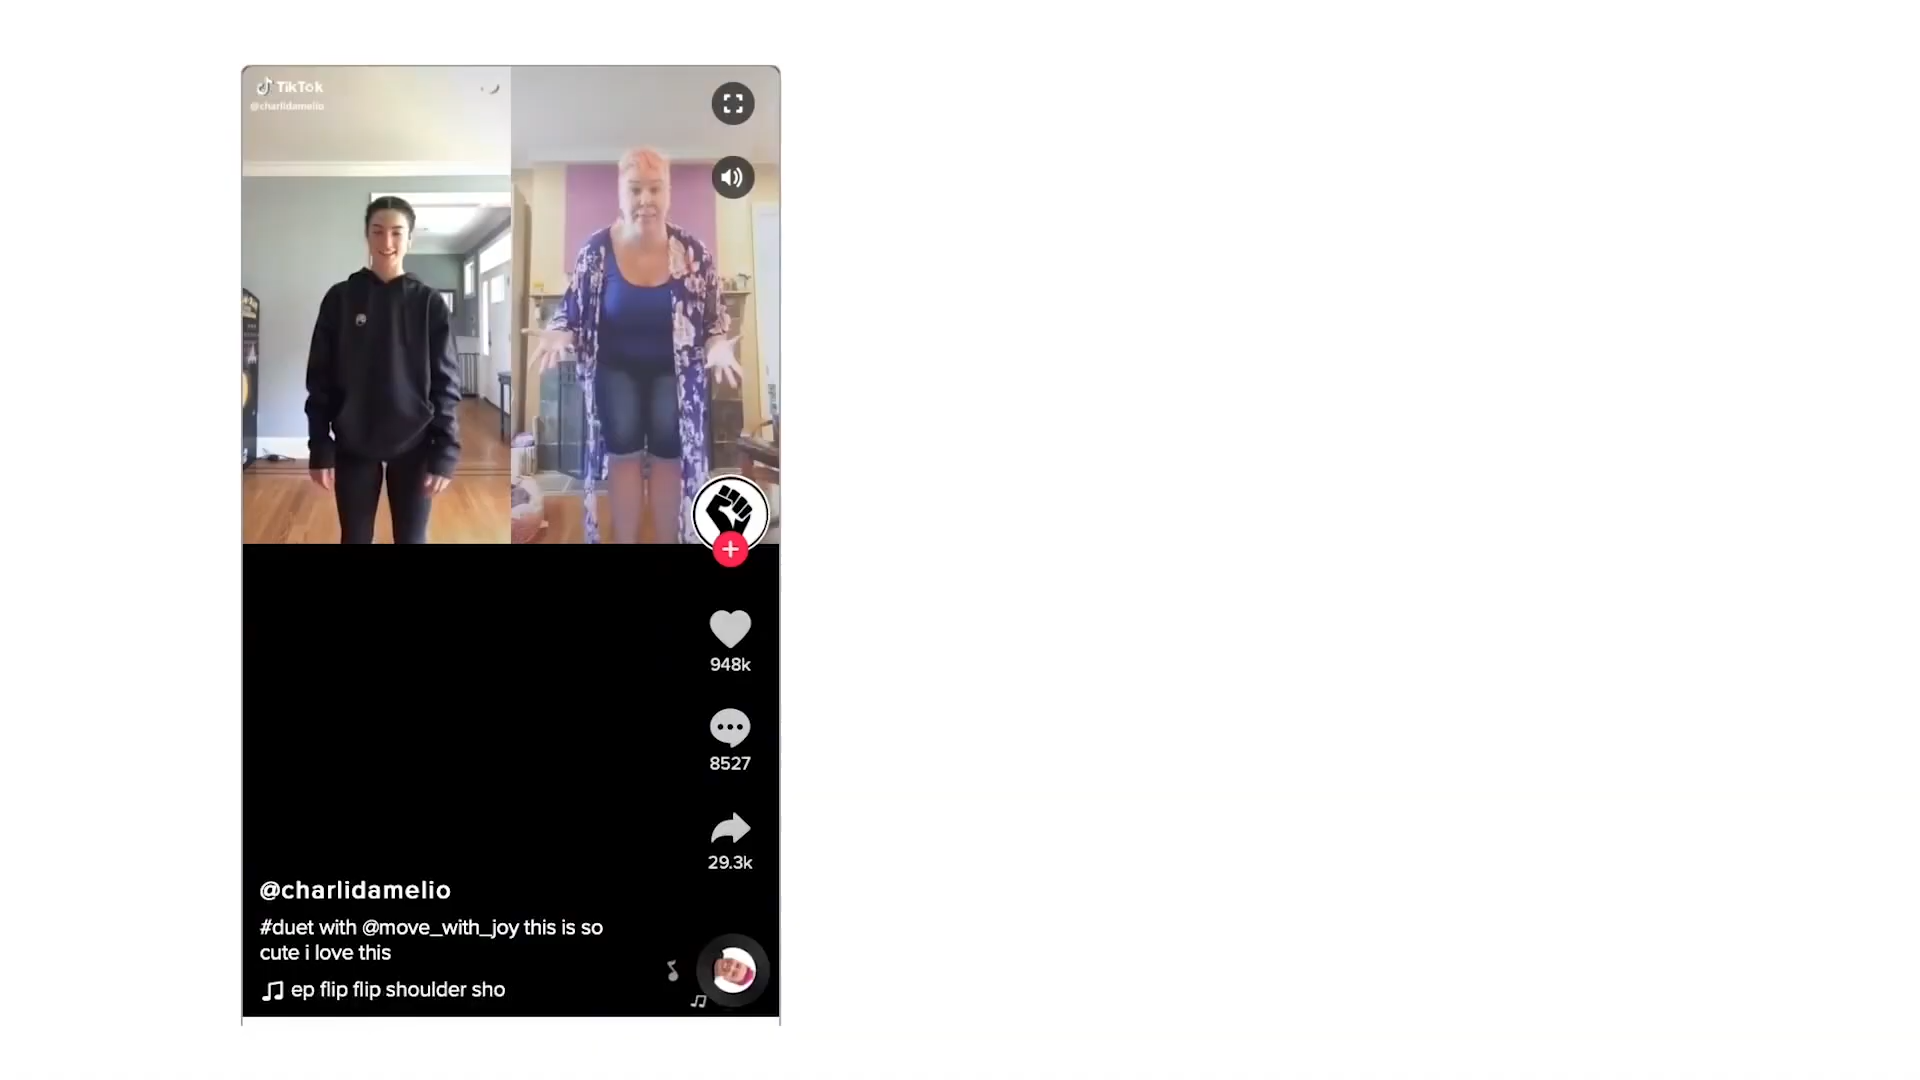 TikTok
@charlidamelio
948k
8527
29.3k
@charlidamelio
#duet with @move_with_joy this is so
cute i love this
ep flip flip shoulder sho